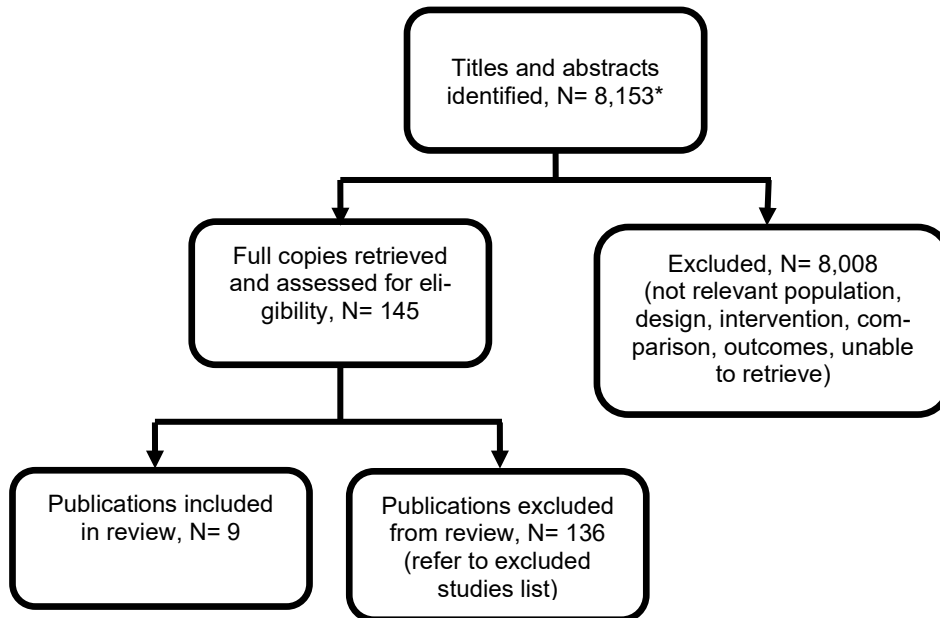 Titles and abstracts
identified, N= 8,153*
Full copies retrieved
and assessed for eli-
gibility, N= 145
Excluded, N= 8,008
(not relevant population,
design, intervention, com-
parison, outcomes, unable
to retrieve)
Publications included
in review, N= 9
Publications excluded
from review, N= 136
(refer to excluded
studies list)